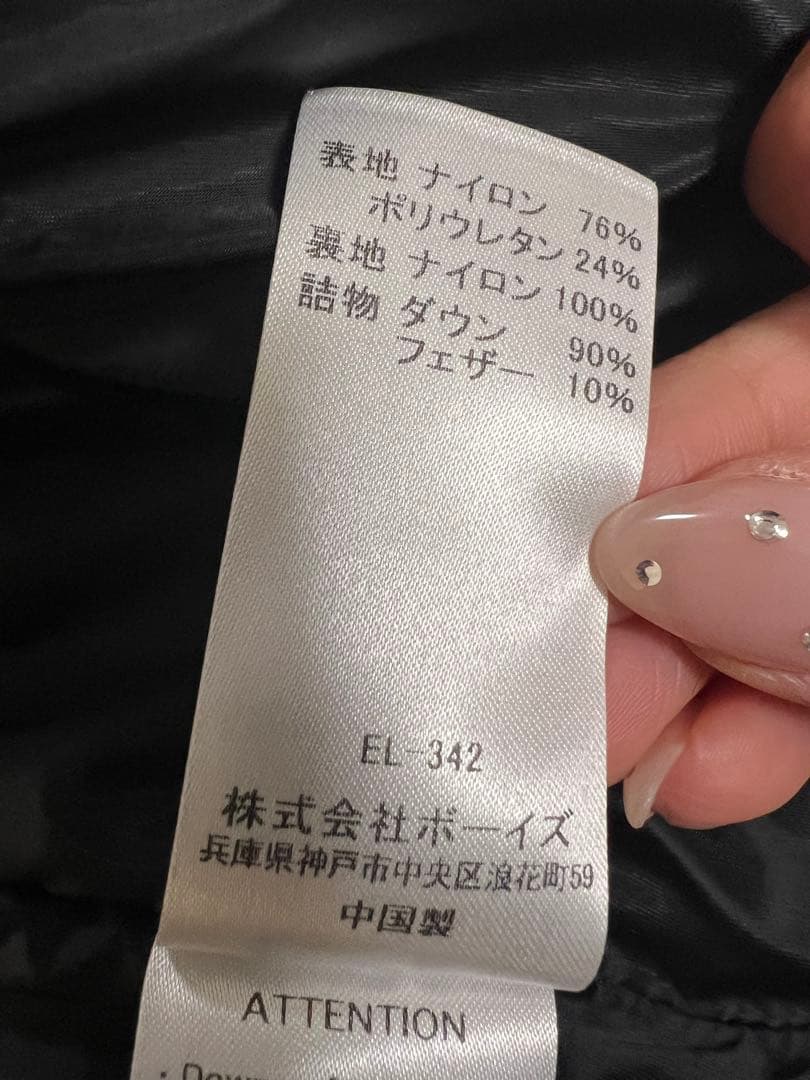 表地 ナイロン 76%
ポリウレタン 24%
裏地 ナイロン 100%
詰物 ダウン 90%
フェザー 10%
EL-342
株式会社ボーイズ
兵庫県神戸市中央区浪花町59
中国製
ATTENTION